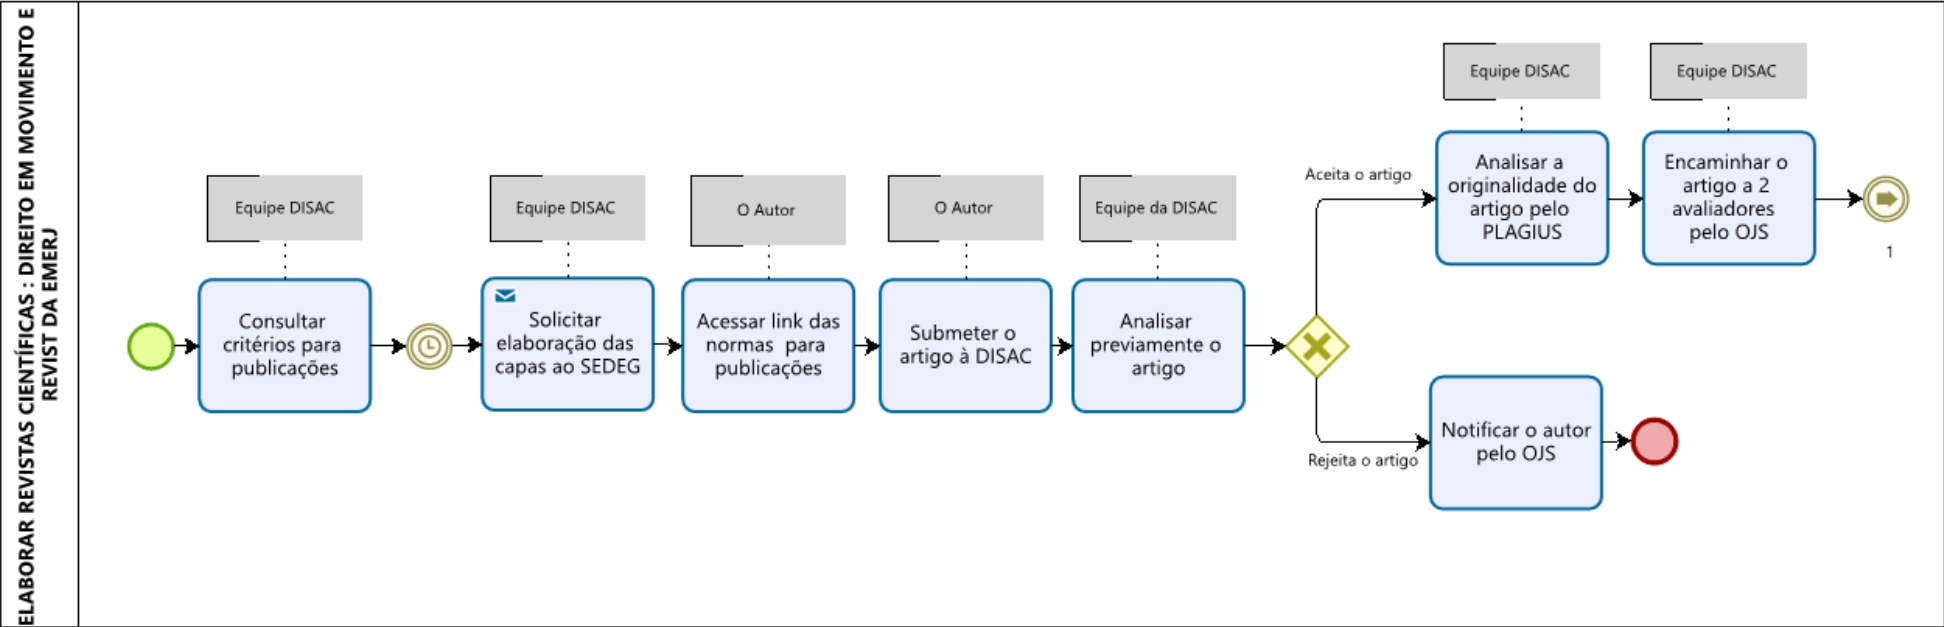 ELABORAR REVISTAS CIENTÍFICAS : DIREITO EM MOVIMENTO E
REVIST DA EMERJ
Equipe DISAC
Consultar
critérios para
publicações
Equipe DISAC
Solicitar
elaboração das
capas ao SEDEG
O Autor
Acessar link das
normas para
publicações
O Autor
Submeter o
artigo à DISAC
Equipe da DISAC
Analisar
previamente o
artigo
Aceita o artigo
Equipe DISAC
Analisar a
originalidade do
artigo pelo
PLAGIUS
Equipe DISAC
Encaminhar o
artigo a 2
avaliadores
pelo OJS
1
Rejeita o artigo
Notificar o autor
pelo OJS